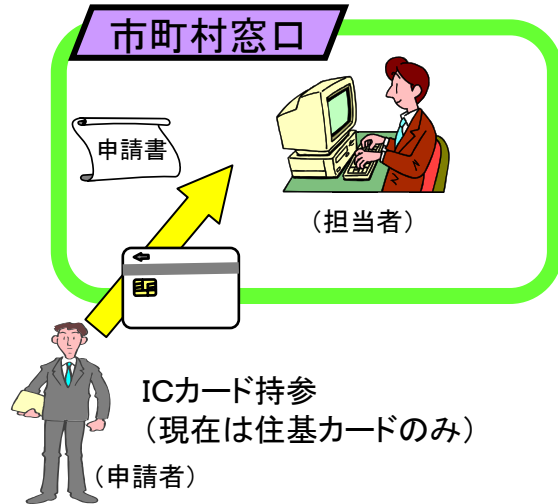 市町村窓口
申請書
（担当者）
ICカード持参
（現在は住基カードのみ）
（申請者）